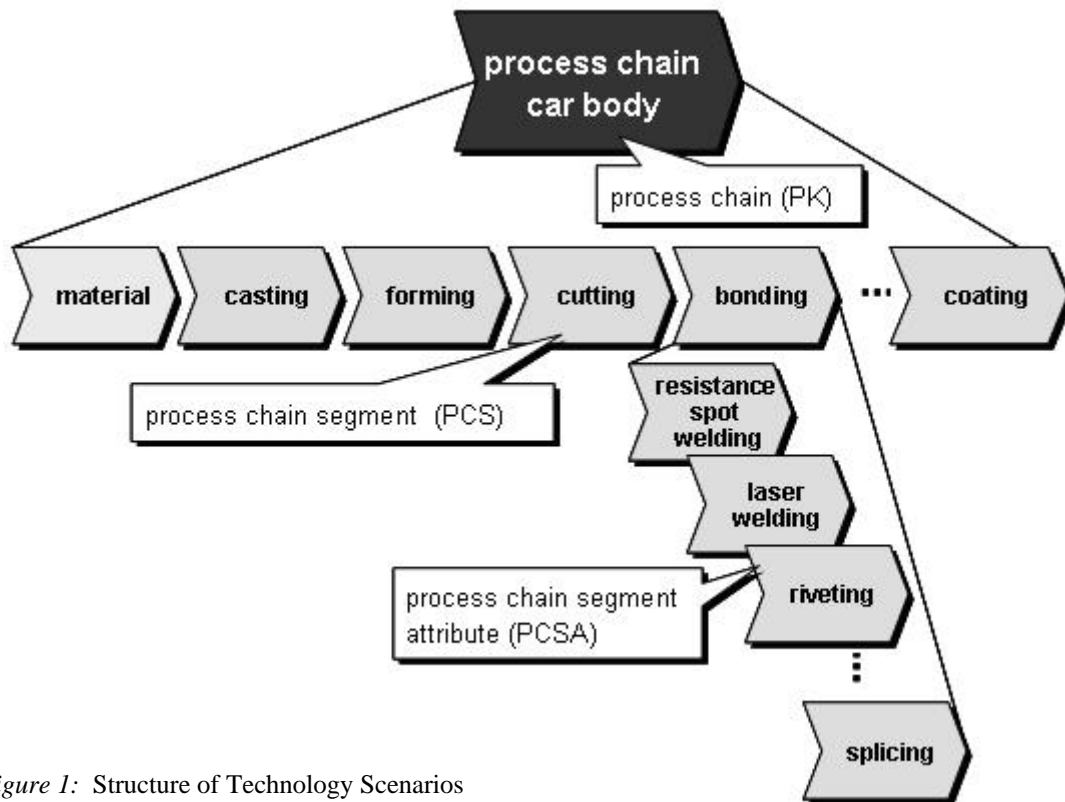 process chain
car body
process chain (PK)
material
casting
forming
cutting
bonding
...
coating
process chain segment (PCS)
resistance
spot
welding
laser
welding
process chain segment
attribute (PCSA)
riveting
...
splicing
igure 1: Structure of Technology Scenarios